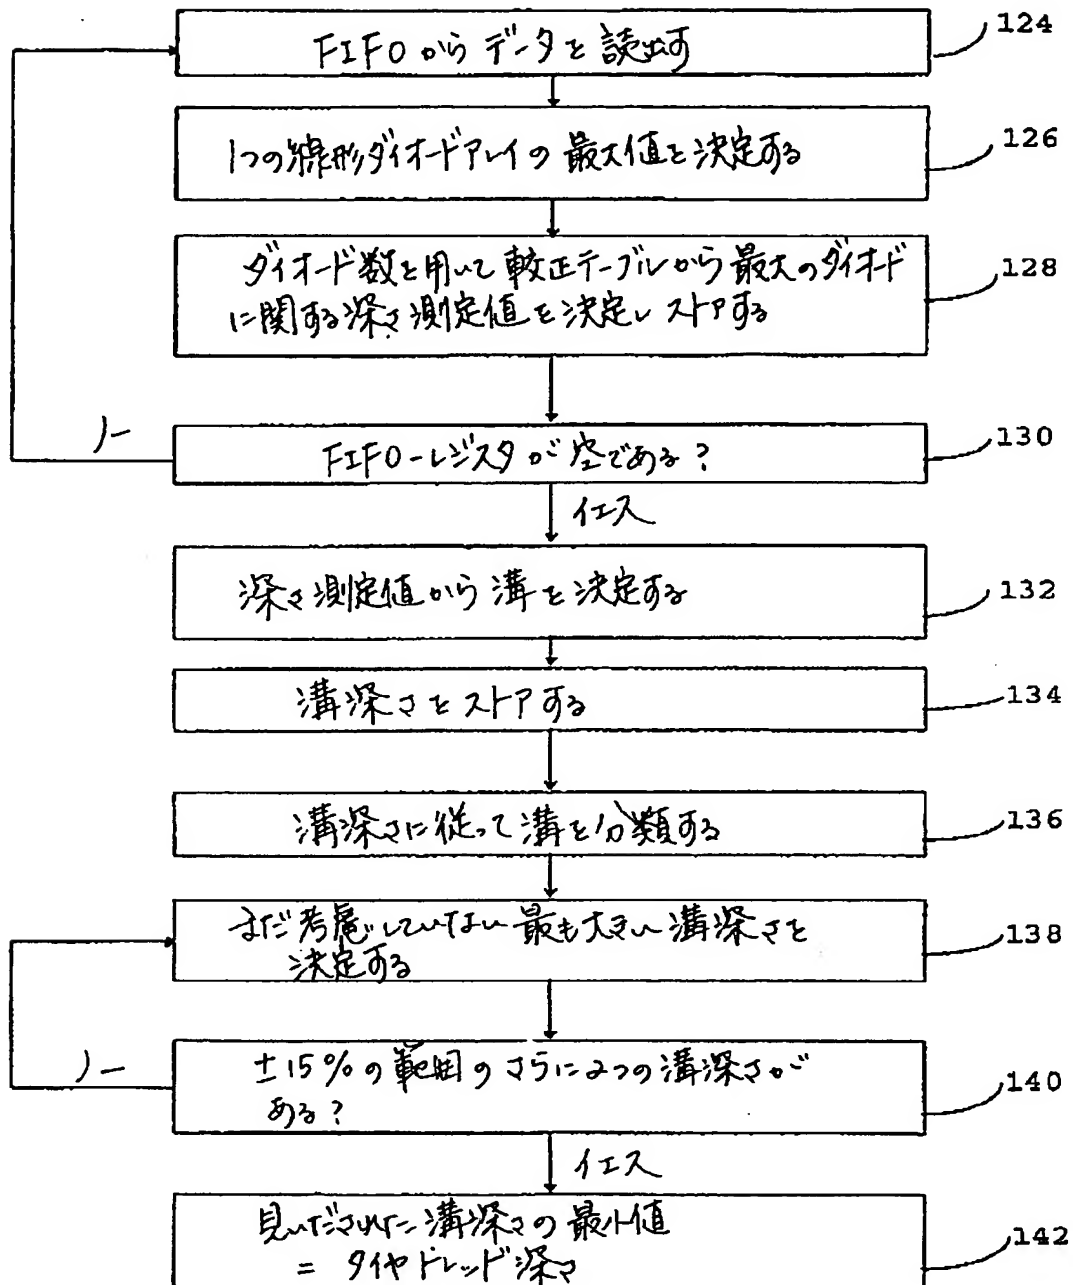 FIFOからデータを読出す
124
1つの線形ダイオードアレイの最大値を決定する
126
ダイオード数を用いて較正テーブルから最大のダイオード
に関する深さ測定値を決定しストアする
128
ノー
FIFO-レジスタが空である?
130
イエス
深さ測定値から溝を決定する
132
溝深さをストアする
134
溝深さに従って溝を分類する
136
まだ考慮していない最も大きい溝深さを
決定する
138
ノー
±15%の範囲のさらに2つの溝深さが
ある?
140
イエス
見いだされた溝深さの最小値
= タイヤトレッド深さ
142